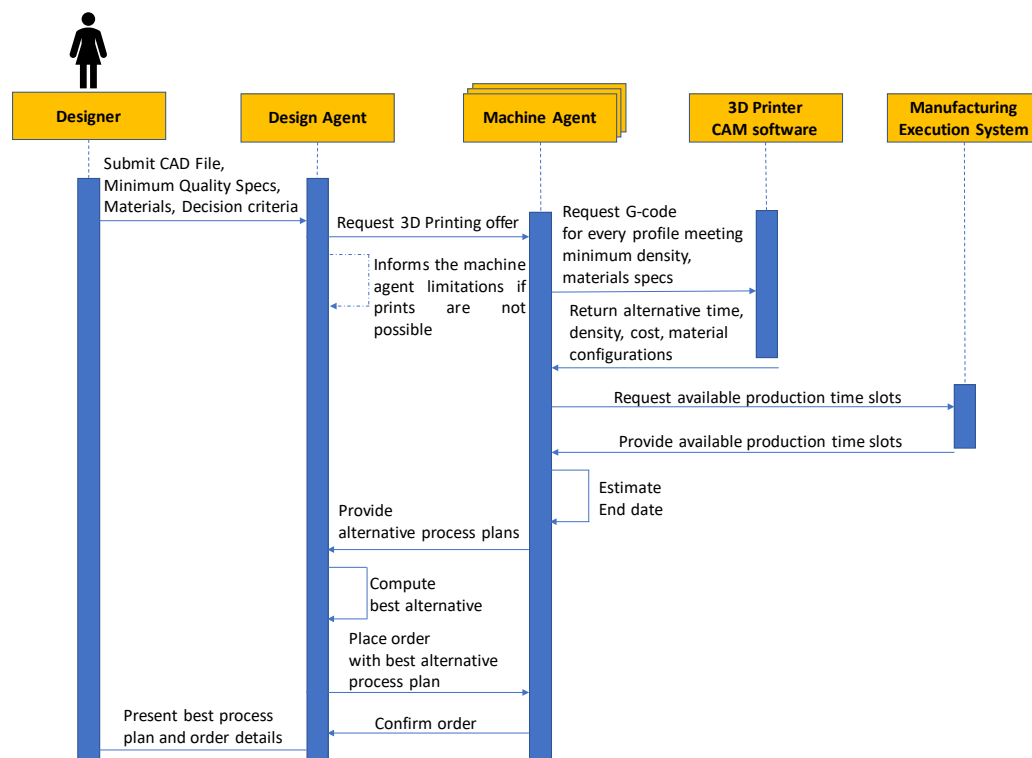 Designer
Design Agent
Machine Agent
3D Printer
CAM software
Manufacturing
Execution System
Submit CAD File,
Minimum Quality Specs,
Materials, Decision criteria
Request 3D Printing offer
Request G-code
for every profile meeting
minimum density,
materials specs
Informs the machine
agent limitations if
prints are not
possible
Return alternative time,
density, cost, material
configurations
Request available production time slots
Provide available production time slots
Estimate
End date
Provide
alternative process plans
Compute
best alternative
Place order
with best alternative
process plan
Confirm order
Present best process
plan and order details